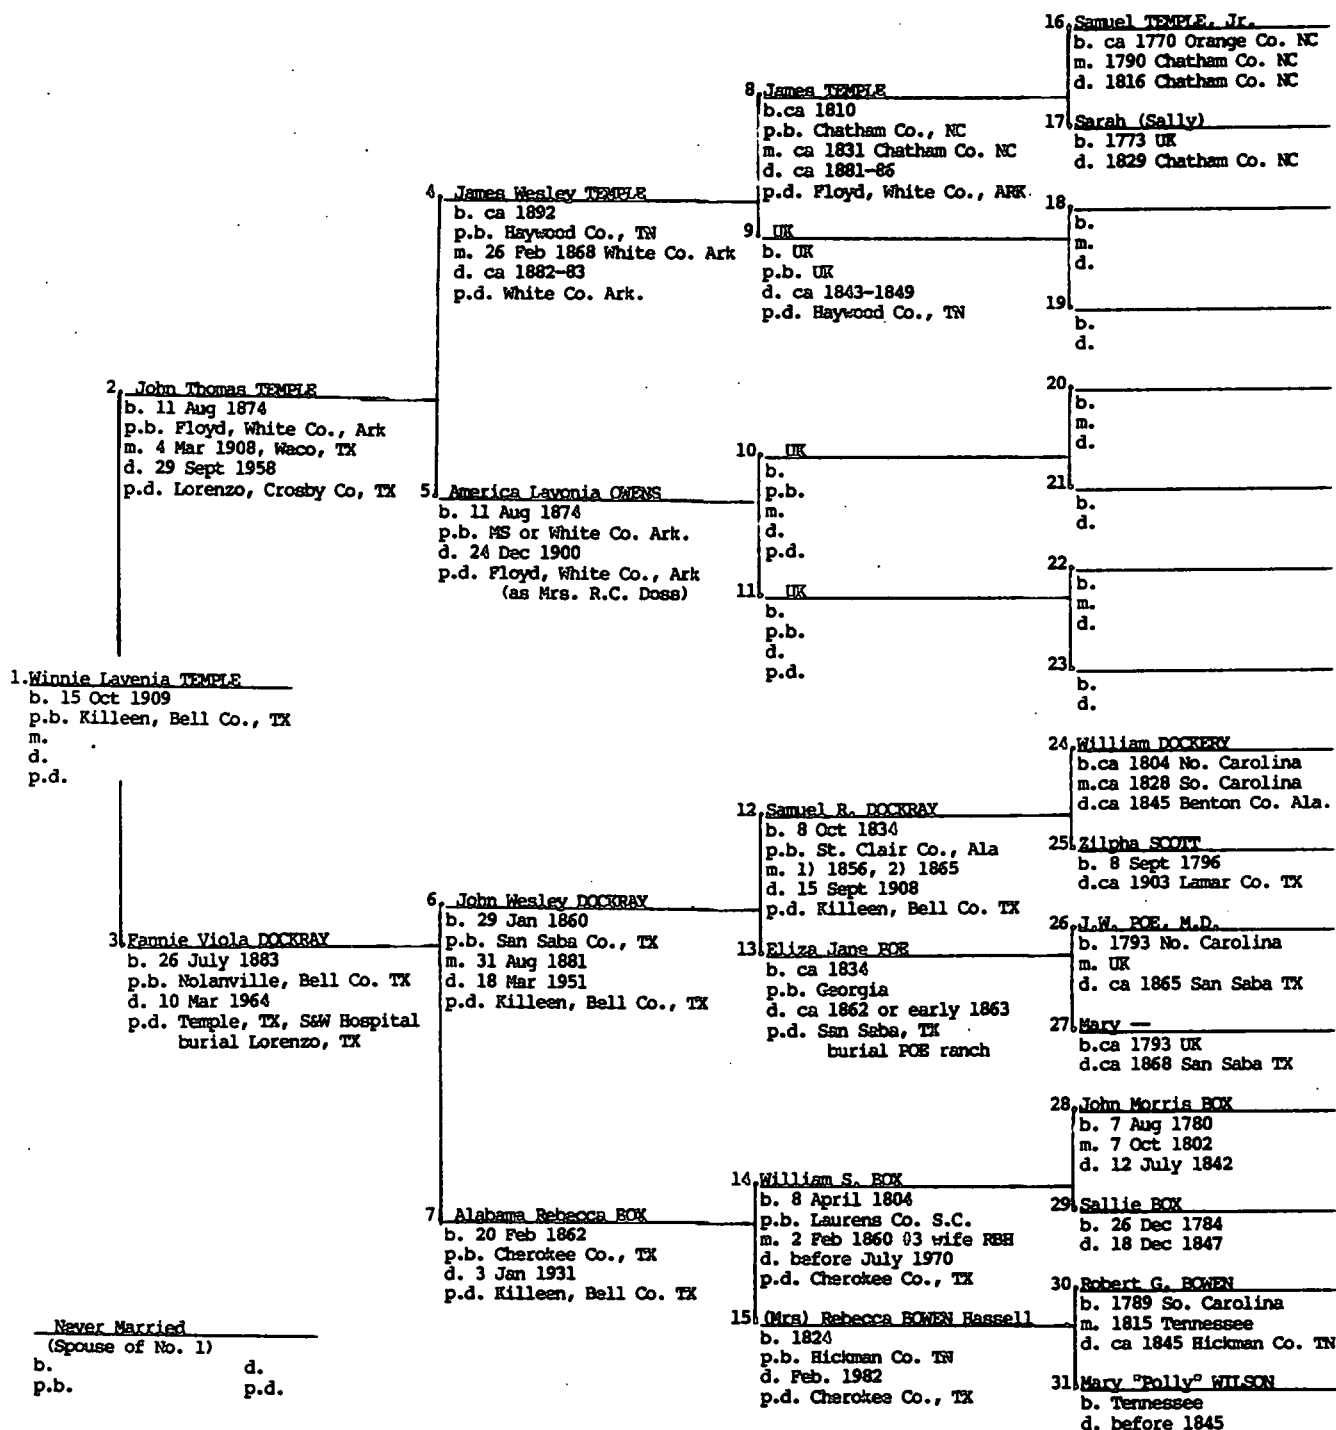 1. Winnie Lavenia TEMPLE
b. 15 Oct 1909
p.b. Killeen, Bell Co., TX
m.
d.
p.d.
Never Married
(Spouse of No. 1)
b. d.
p.b. p.d.
2. John Thomas TEMPLE
b. 11 Aug 1874
p.b. Floyd, White Co., Ark
m. 4 Mar 1908, Waco, TX
d. 29 Sept 1958
p.d. Lorenzo, Crosby Co, TX
3. Fannie Viola DOCKRAY
b. 26 July 1883
p.b. Nolanville, Bell Co. TX
d. 10 Mar 1964
p.d. Temple, TX, S&W Hospital
burial Lorenzo, TX
4. James Wesley TEMPLE
b. ca 1892
p.b. Haywood Co., TN
m. 26 Feb 1868 White Co. Ark
d. ca 1882-83
p.d. White Co. Ark.
5. America Lavonia OWENS
b. 11 Aug 1874
p.b. MS or White Co. Ark.
d. 24 Dec 1900
p.d. Floyd, White Co., Ark
(as Mrs. R.C. Doss)
6. John Wesley DOCKRAY
b. 29 Jan 1860
p.b. San Saba Co., TX
m. 31 Aug 1881
d. 18 Mar 1951
p.d. Killeen, Bell Co., TX
7. Alabama Rebecca BOX
b. 20 Feb 1862
p.b. Cherokee Co., TX
d. 3 Jan 1931
p.d. Killeen, Bell Co. TX
8. James TEMPLE
b.ca 1810
p.b. Chatham Co., NC
m. ca 1831 Chatham Co. NC
d. ca 1881-86
p.d. Floyd, White Co., ARK.
9. UK
b. UK
p.b. UK
d. ca 1843-1849
p.d. Haywood Co., TN
10. UK
b.
p.b.
m.
d.
p.d.
11. UK
b.
p.b.
d.
p.d.
12. Samuel R. DOCKRAY
b. 8 Oct 1834
p.b. St. Clair Co., Ala
m. 1) 1856, 2) 1865
d. 15 Sept 1908
p.d. Killeen, Bell Co. TX
13. Eliza Jane POE
b. ca 1834
p.b. Georgia
d. ca 1862 or early 1863
p.d. San Saba, TX
burial POE ranch
14. William S. BOX
b. 8 April 1804
p.b. Laurens Co. S.C.
m. 2 Feb 1860 #3 wife RBH
d. before July 1970
p.d. Cherokee Co., TX
15. (Mrs) Rebecca BOWEN Hassell
b. 1824
p.b. Hickman Co. TN
d. Feb. 1982
p.d. Cherokee Co., TX
16. Samuel TEMPLE, Jr.
b. ca 1770 Orange Co. NC
m. 1790 Chatham Co. NC
d. 1816 Chatham Co. NC
17. Sarah (Sally)
b. 1773 UK
d. 1829 Chatham Co. NC
18.
b.
m.
d.
19.
b.
d.
20.
b.
m.
d.
21.
b.
d.
22.
b.
m.
d.
23.
b.
d.
24. William DOCKERY
b.ca 1804 No. Carolina
m.ca 1828 So. Carolina
d.ca 1845 Benton Co. Ala.
25. Zilpha SCOTT
b. 8 Sept 1796
d.ca 1903 Lamar Co. TX
26. J.W. POE, M.D.
b. 1793 No. Carolina
m. UK
d. ca 1865 San Saba TX
27. Mary —
b.ca 1793 UK
d.ca 1868 San Saba TX
28. John Morris BOX
b. 7 Aug 1780
m. 7 Oct 1802
d. 12 July 1842
29. Sallie BOX
b. 26 Dec 1784
d. 18 Dec 1847
30. Robert G. BOWEN
b. 1789 So. Carolina
m. 1815 Tennessee
d. ca 1845 Hickman Co. TN
31. Mary "Polly" WILSON
b. Tennessee
d. before 1845